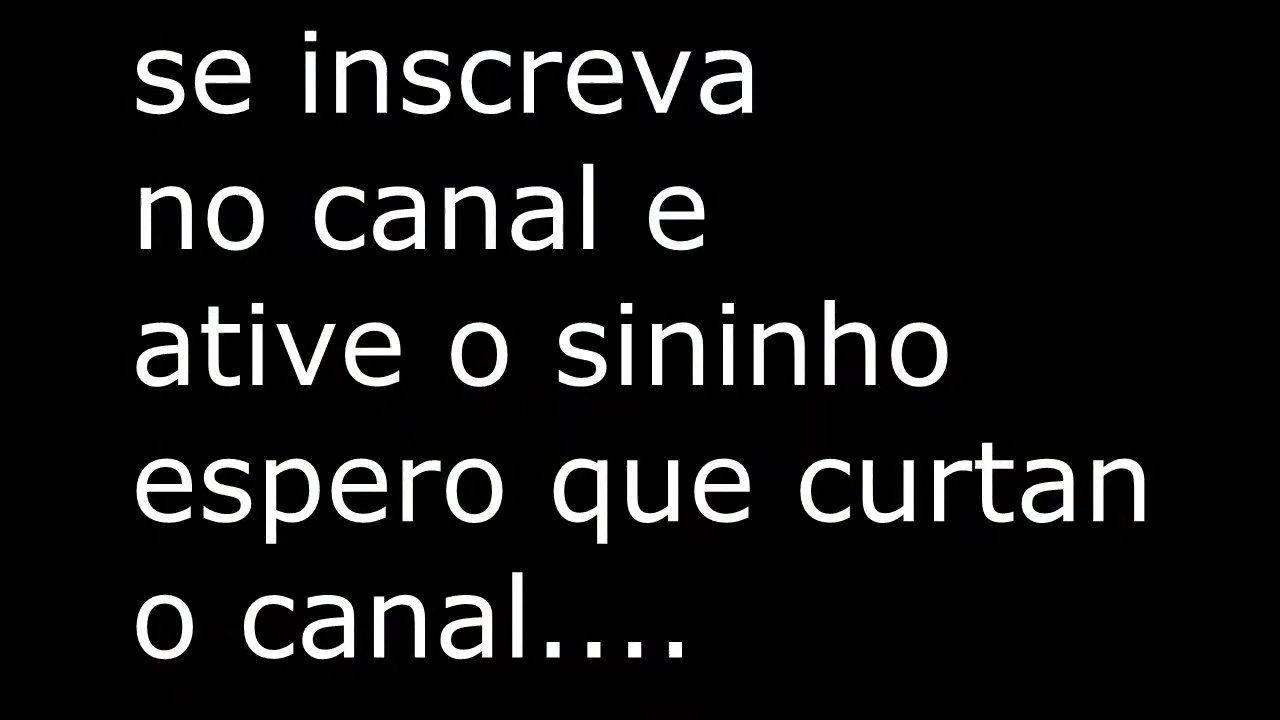 se inscreva
no canal e
ative o sininho
espero que curtan
o canal....